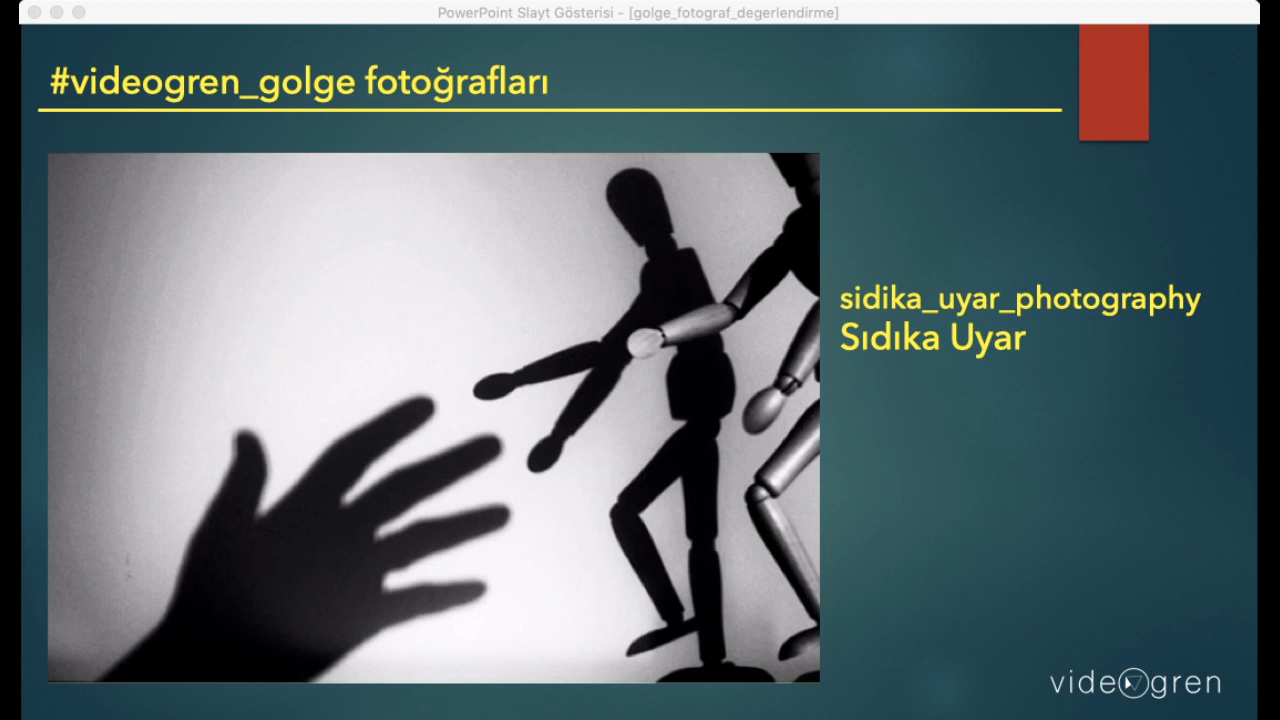 PowerPoint Slayt Gösterisi - [golge_fotograf_degerlendirme]
#videogren_golge fotoğrafları
sidika_uyar_photography
Sıdıka Uyar
videogren